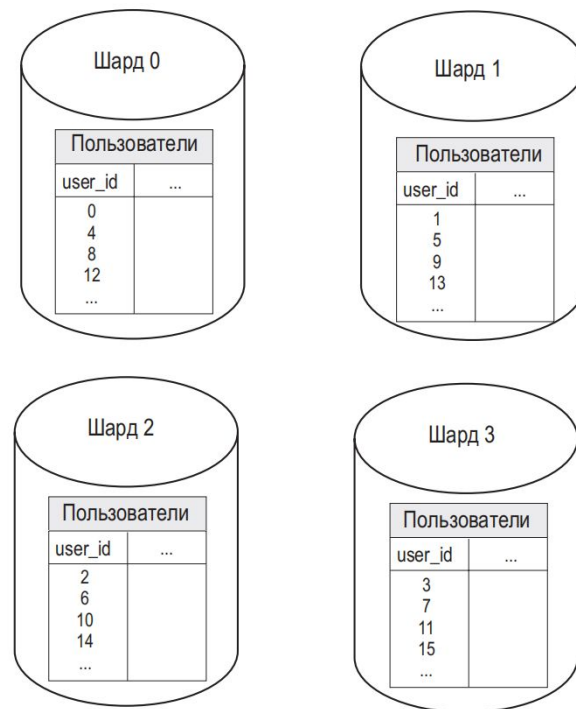 Шард 0
Пользователи
user_id ...
0
4
8
12
...
Шард 1
Пользователи
user_id ...
1
5
9
13
...
Шард 2
Пользователи
user_id ...
2
6
10
14
...
Шард 3
Пользователи
user_id ...
3
7
11
15
...